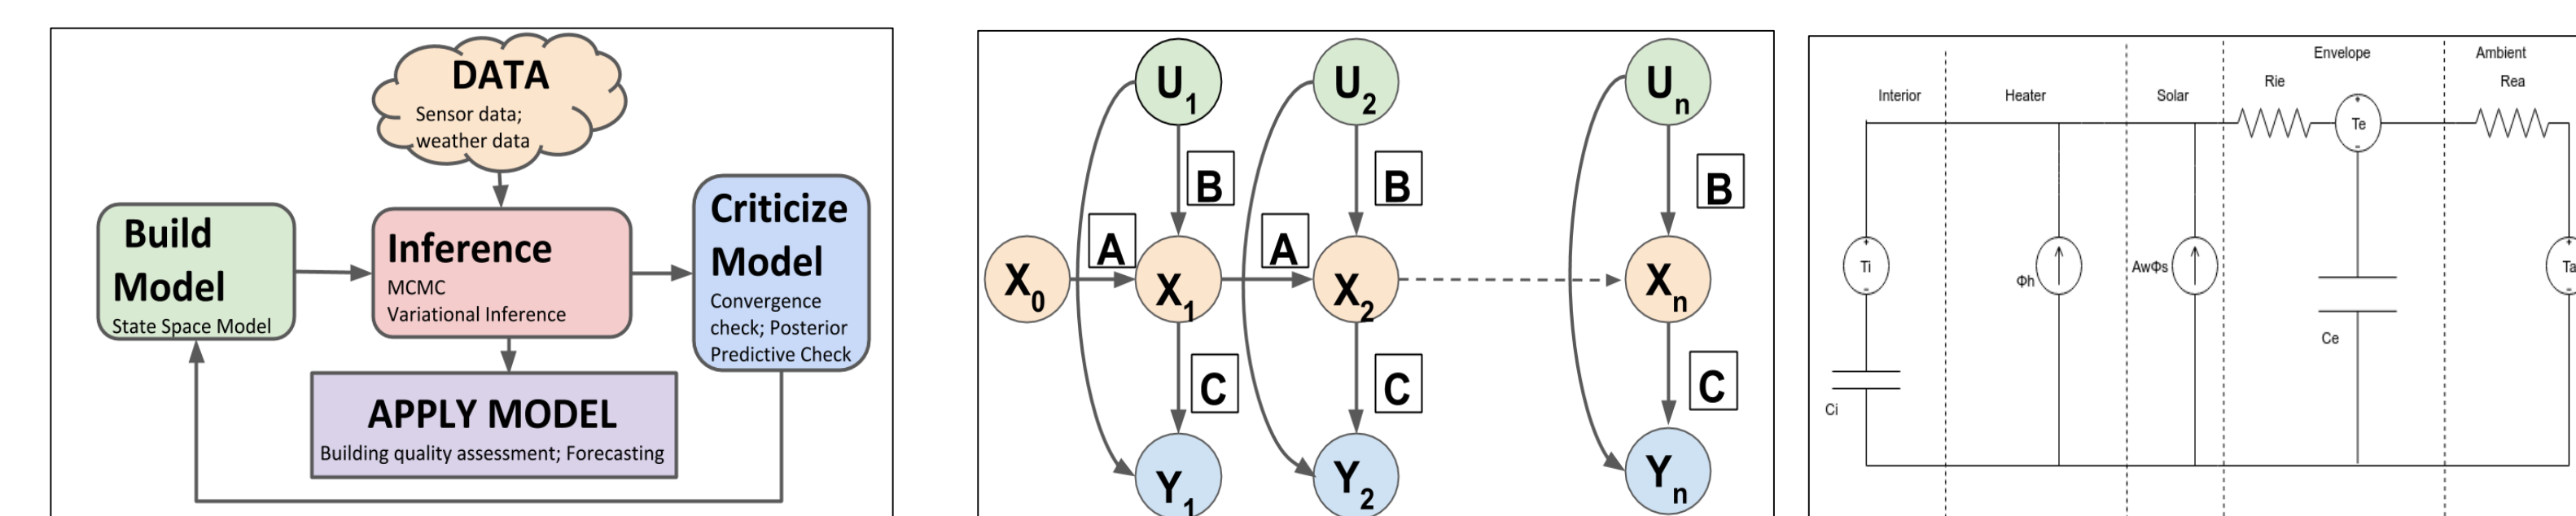 DATA
Sensor data;
weather data
Build
Model
State Space Model
Inference
MCMC
Variational Inference
Criticize
Model
Convergence
check; Posterior
Predictive Check
APPLY MODEL
Building quality assessment; Forecasting
U1
U2
Un
B
B
B
A
A
X0
X1
X2
Xn
C
C
C
Y1
Y2
Yn
Envelope
Ambient
Rie
Rea
Interior
Heater
Solar
+
Te
-
+
Ti
-
Φh
AwΦs
+
Ta
-
Ce
Ci